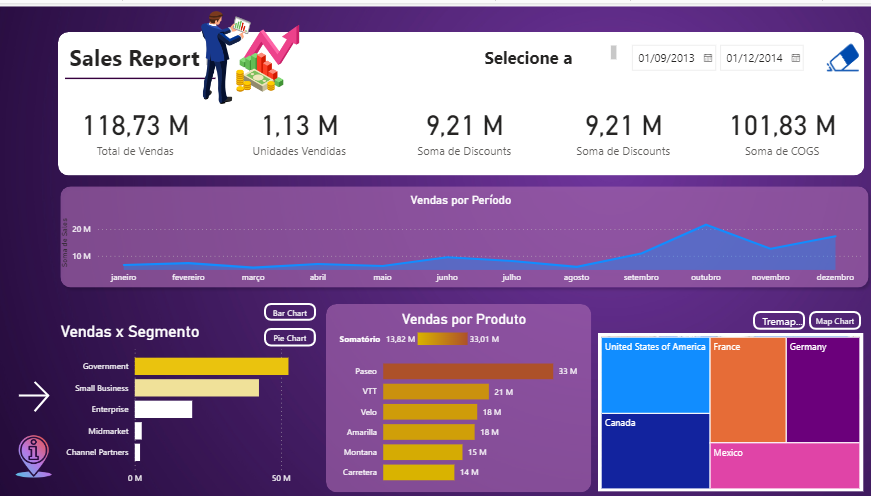 Sales Report
Selecione a
01/09/2013
01/12/2014
118,73 M
Total de Vendas
1,13 M
Unidades Vendidas
9,21 M
Soma de Discounts
9,21 M
Soma de Discounts
101,83 M
Soma de COGS
Vendas por Período
Soma de Sales
20 M
10 M
janeiro
fevereiro
março
abril
maio
junho
julho
agosto
setembro
outubro
novembro
dezembro
Vendas x Segmento
Bar Chart
Pie Chart
Government
Small Business
Enterprise
Midmarket
Channel Partners
0 M
50 M
Vendas por Produto
Somatório 13,82 M 33,01 M
Paseo 33 M
VTT 21 M
Velo 18 M
Amarilla 18 M
Montana 15 M
Carretera 14 M
Tremap...
Map Chart
United States of America
France
Germany
Canada
Mexico
i